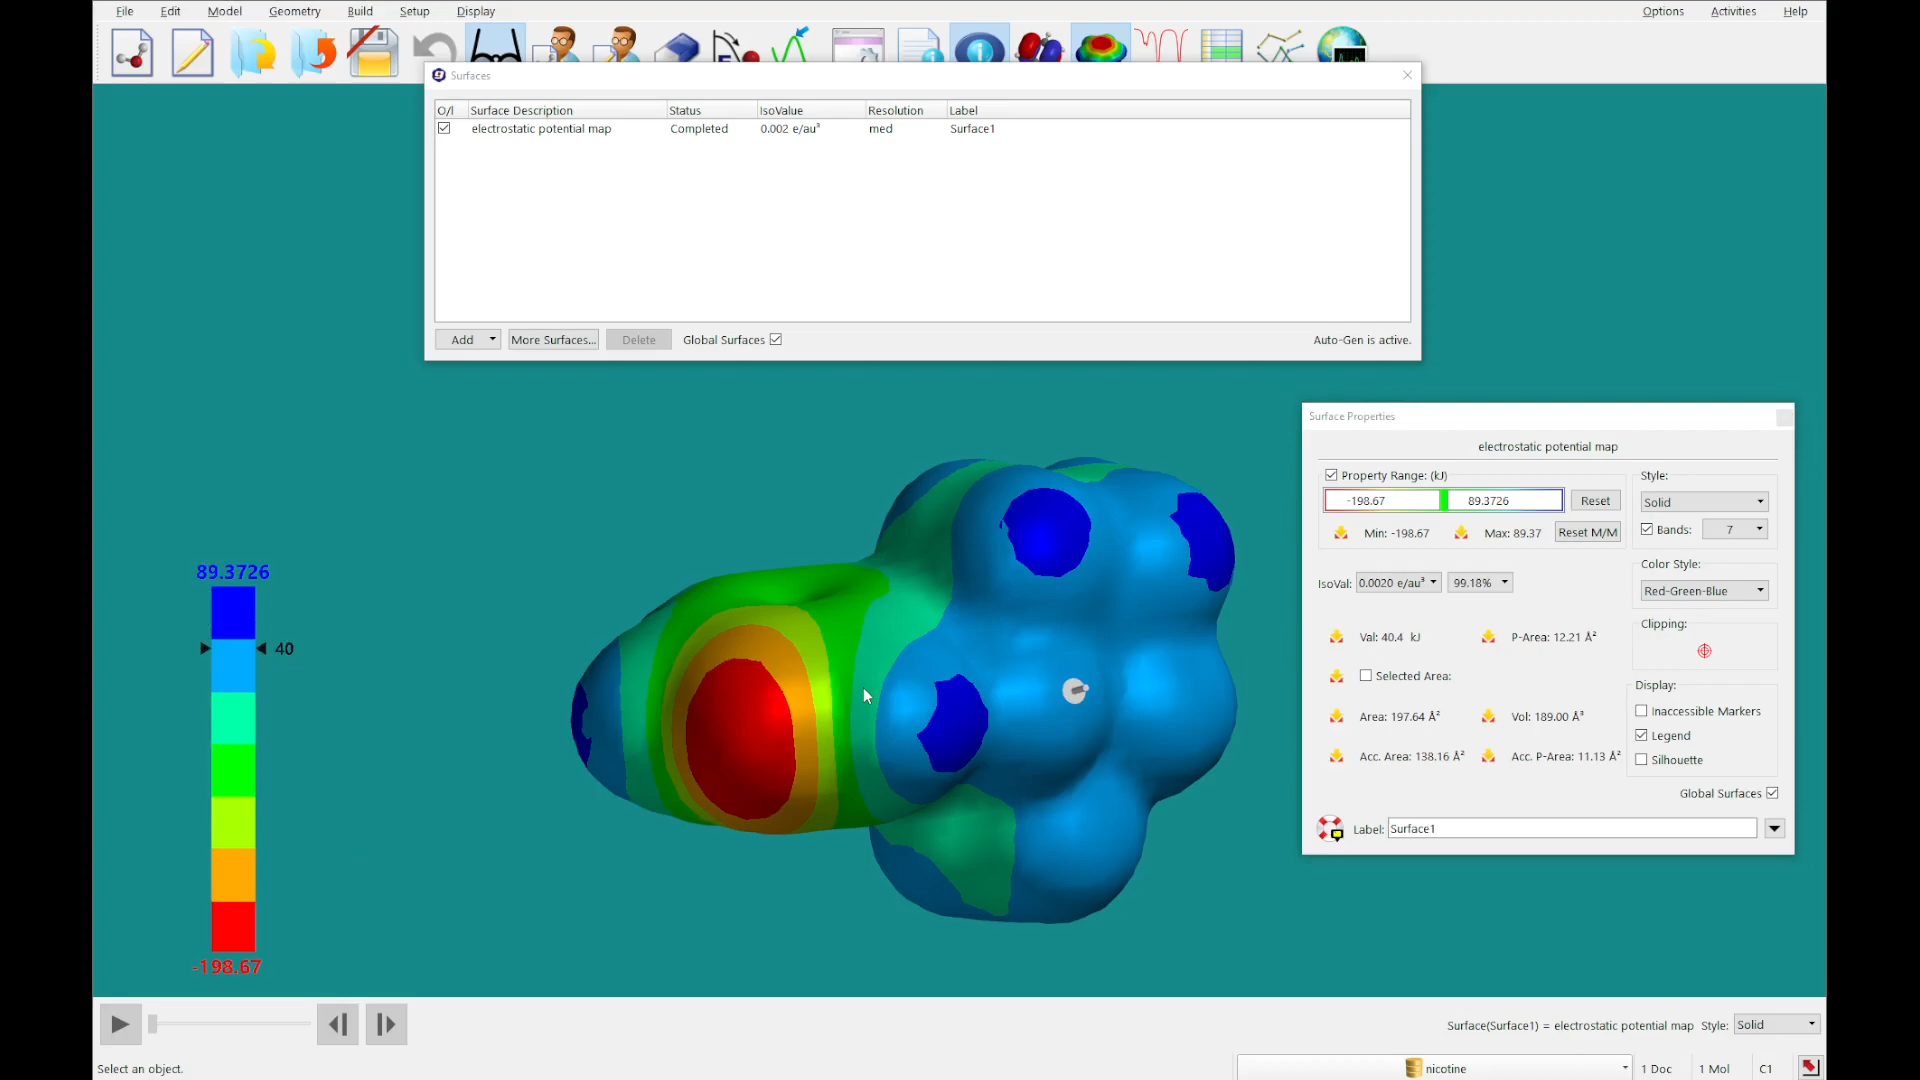 File Edit Model Geometry Build Setup Display Options Activities Help
Surfaces
O/I Surface Description Status IsoValue Resolution Label
electrostatic potential map Completed 0.002 e/au³ med Surface1
Add More Surfaces... Delete Global Surfaces Auto-Gen is active.
Surface Properties
electrostatic potential map
Property Range: (kJ) Style:
-198.67 89.3726 Reset Solid
Min: -198.67 Max: 89.37 Reset M/M Bands: 7
Color Style:
IsoVal: 0.0020 e/au³ 99.18% Red-Green-Blue
Clipping:
Val: 40.4 kJ P-Area: 12.21 Å²
Selected Area:
Display:
Inaccessible Markers
Area: 197.64 Å² Vol: 189.00 Å³
Legend
Acc. Area: 138.16 Å² Acc. P-Area: 11.13 Å²
Silhouette
Global Surfaces
Label: Surface1
89.3726
40
-198.67
Surface(Surface1) = electrostatic potential map Style: Solid
Select an object. nicotine 1 Doc 1 Mol C1